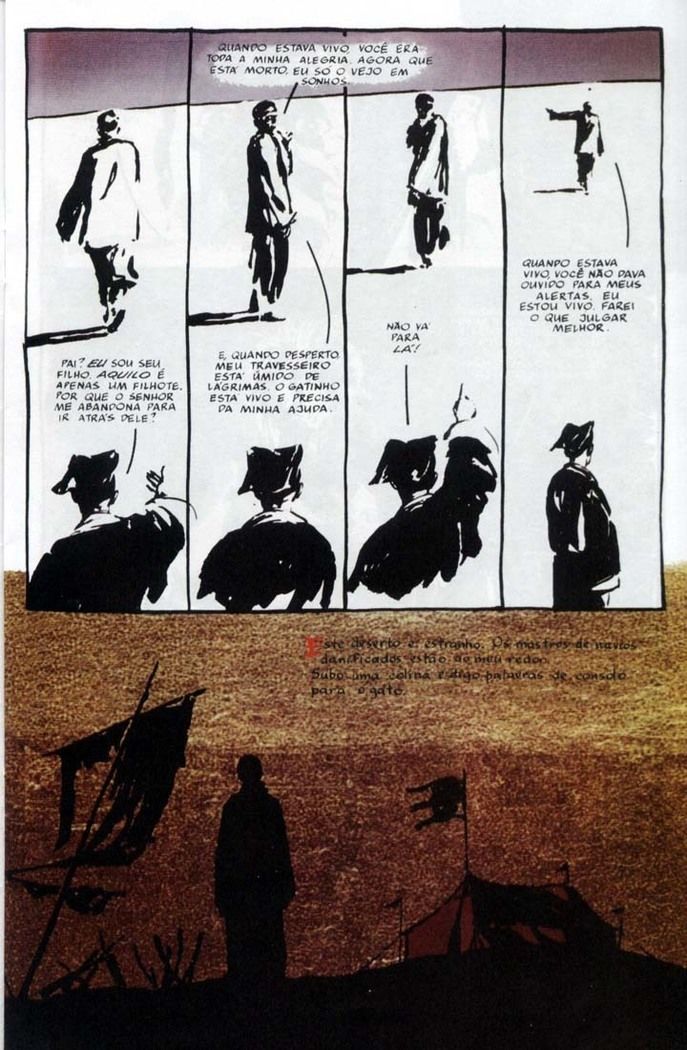 PAI? EU SOU SEU
FILHO. AQUILO É
APENAS UM FILHOTE.
POR QUE O SENHOR
ME ABANDONA PARA
IR ATRÁS DELE?
QUANDO ESTAVA VIVO, VOCÊ ERA
TODA A MINHA ALEGRIA. AGORA QUE
ESTÁ MORTO, EU SÓ O VEJO EM
SONHOS.
E, QUANDO DESPERTO,
MEU TRAVESSEIRO
ESTÁ ÚMIDO DE
LÁGRIMAS. O GATINHO
ESTÁ VIVO E PRECISA
DA MINHA AJUDA.
NÃO VÁ
PARA
LÁ!
QUANDO ESTAVA
VIVO, VOCÊ NÃO DAVA
OUVIDO PARA MEUS
ALERTAS. EU
ESTOU VIVO. FAREI
O QUE JULGAR
MELHOR.
Este deserto é estranho. Os mastros de navios
danificados estão ao meu redor.
Subo uma colina e digo palavras de consolo
para o gato.